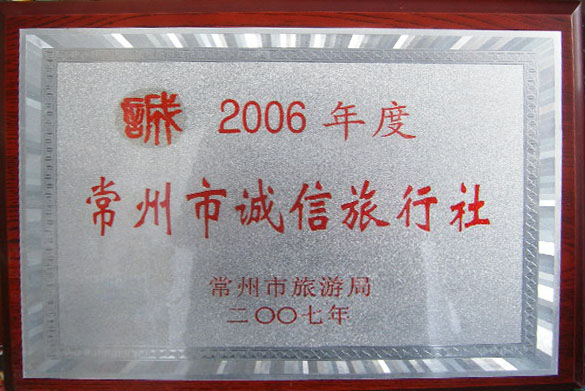 誠 2006 年度
常州市诚信旅行社
常州市旅游局
二〇〇七年